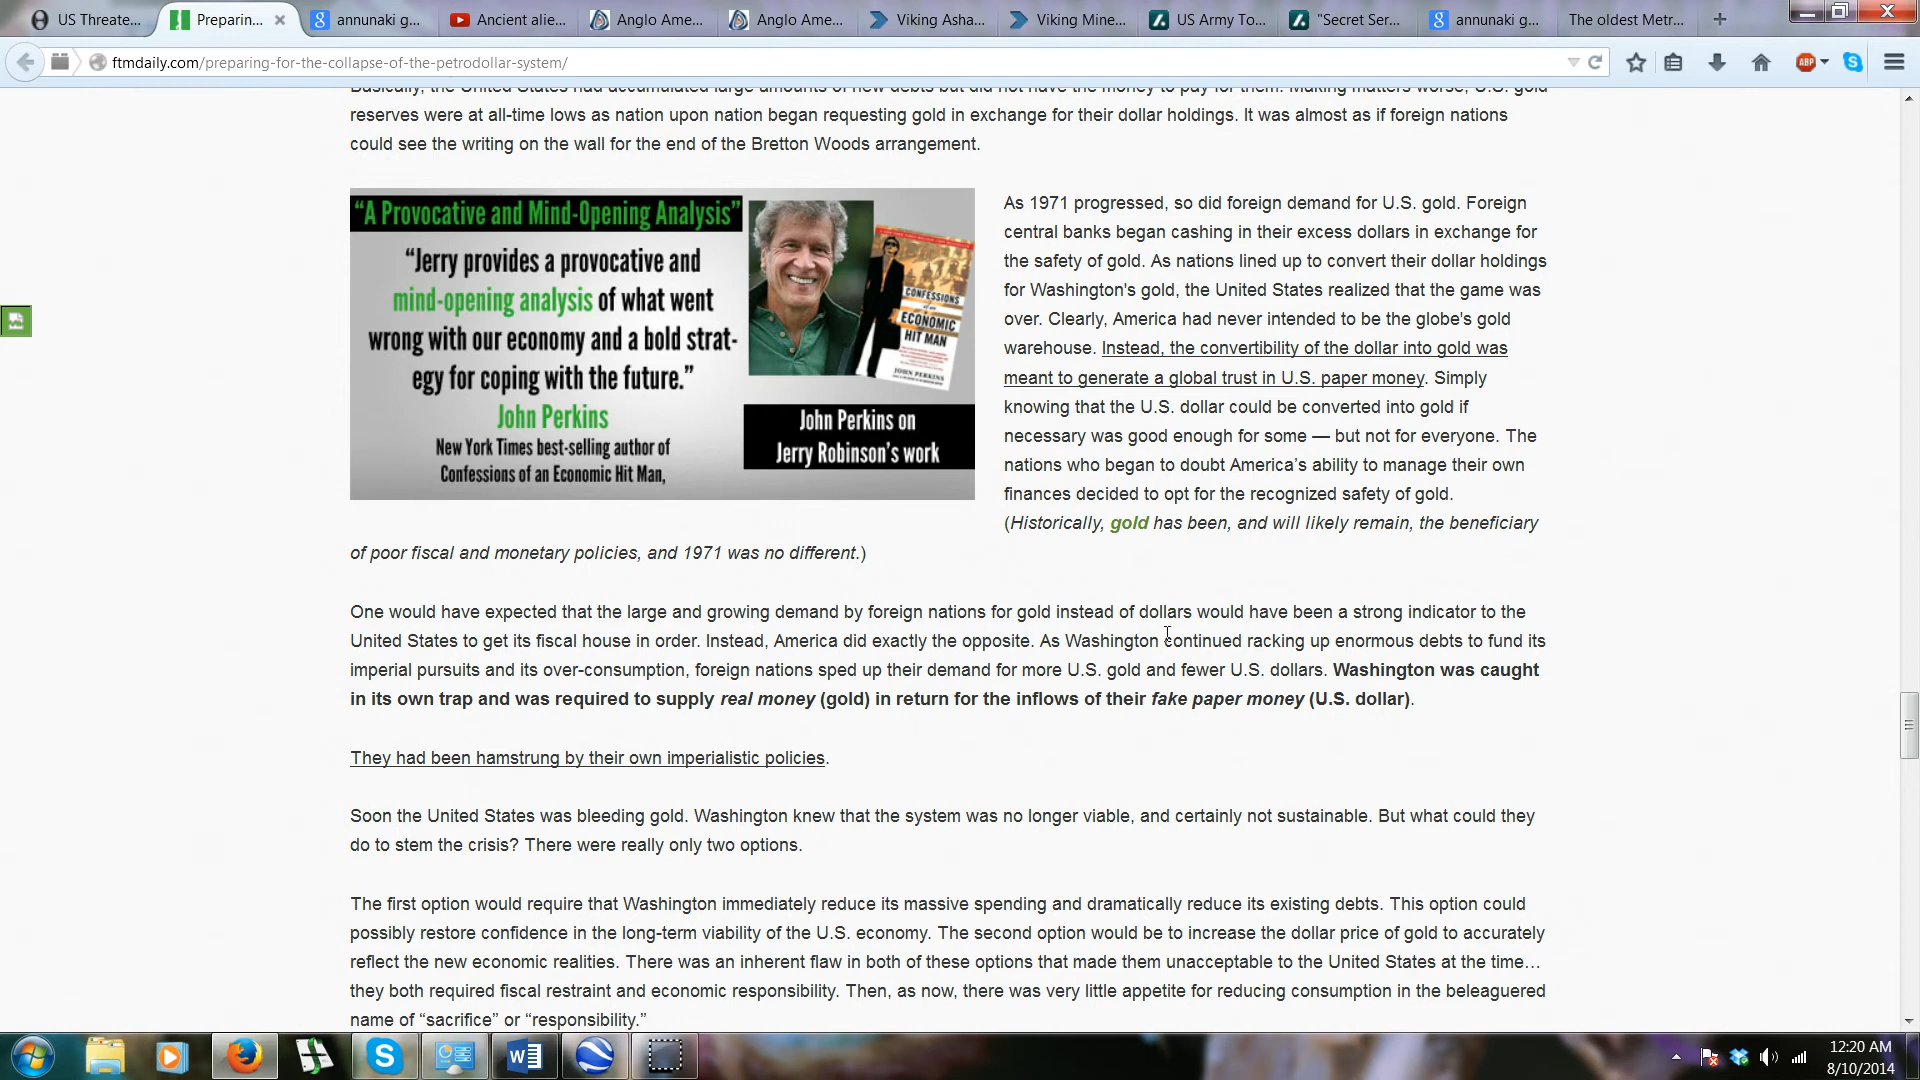 US Threate...
Preparin...
annunaki g...
Ancient alie...
Anglo Ame...
Anglo Ame...
Viking Asha...
Viking Mine...
US Army To...
"Secret Ser...
annunaki g...
The oldest Metr...
ftmdaily.com/preparing-for-the-collapse-of-the-petrodollar-system/
ABP
Basically, the United States had accumulated large amounts of new debts but did not have the money to pay for them. Making matters worse, U.S. gold
reserves were at all-time lows as nation upon nation began requesting gold in exchange for their dollar holdings. It was almost as if foreign nations
could see the writing on the wall for the end of the Bretton Woods arrangement.
“A Provocative and Mind-Opening Analysis”
“Jerry provides a provocative and
mind-opening analysis of what went
wrong with our economy and a bold strat-
egy for coping with the future.”
John Perkins
New York Times best-selling author of
Confessions of an Economic Hit Man,
CONFESSIONS
ECONOMIC
HIT MAN
JOHN PERKINS
John Perkins on
Jerry Robinson's work
As 1971 progressed, so did foreign demand for U.S. gold. Foreign
central banks began cashing in their excess dollars in exchange for
the safety of gold. As nations lined up to convert their dollar holdings
for Washington's gold, the United States realized that the game was
over. Clearly, America had never intended to be the globe's gold
warehouse. Instead, the convertibility of the dollar into gold was
meant to generate a global trust in U.S. paper money. Simply
knowing that the U.S. dollar could be converted into gold if
necessary was good enough for some — but not for everyone. The
nations who began to doubt America’s ability to manage their own
finances decided to opt for the recognized safety of gold.
(Historically, gold has been, and will likely remain, the beneficiary
of poor fiscal and monetary policies, and 1971 was no different.)
One would have expected that the large and growing demand by foreign nations for gold instead of dollars would have been a strong indicator to the
United States to get its fiscal house in order. Instead, America did exactly the opposite. As Washington continued racking up enormous debts to fund its
imperial pursuits and its over-consumption, foreign nations sped up their demand for more U.S. gold and fewer U.S. dollars. Washington was caught
in its own trap and was required to supply real money (gold) in return for the inflows of their fake paper money (U.S. dollar).
They had been hamstrung by their own imperialistic policies.
Soon the United States was bleeding gold. Washington knew that the system was no longer viable, and certainly not sustainable. But what could they
do to stem the crisis? There were really only two options.
The first option would require that Washington immediately reduce its massive spending and dramatically reduce its existing debts. This option could
possibly restore confidence in the long-term viability of the U.S. economy. The second option would be to increase the dollar price of gold to accurately
reflect the new economic realities. There was an inherent flaw in both of these options that made them unacceptable to the United States at the time…
they both required fiscal restraint and economic responsibility. Then, as now, there was very little appetite for reducing consumption in the beleaguered
name of “sacrifice” or “responsibility.”
12:20 AM
8/10/2014